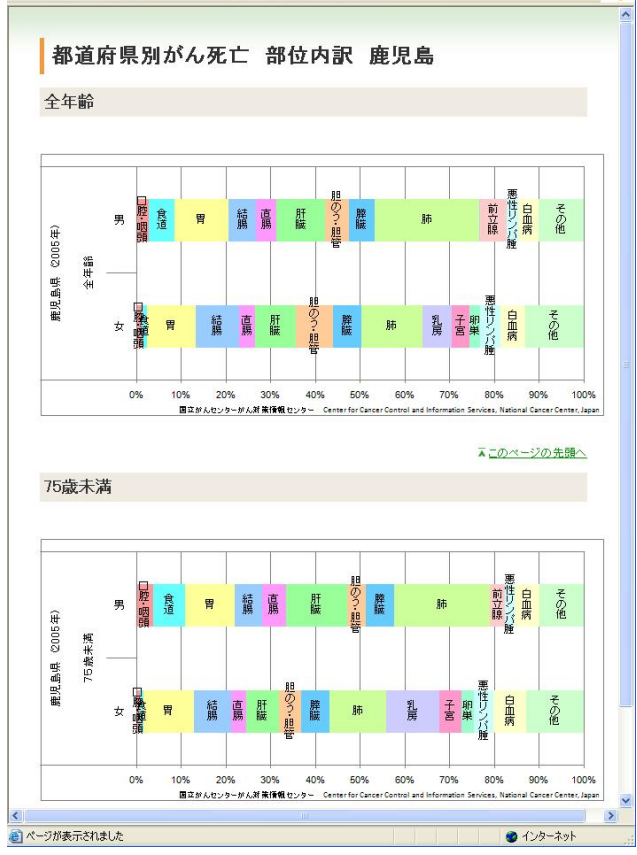 都道府県別がん死亡 部位内訳 鹿児島
全年齢
鹿児島県 (2005年)
全年齢
男
口腔・咽頭
食道
胃
結腸
直腸
肝臓
胆のう・胆管
膵臓
肺
前立腺
悪性リンパ腫
白血病
その他
女
口腔・咽頭
食道
胃
結腸
直腸
肝臓
胆のう・胆管
膵臓
肺
乳房
子宮
卵巣
悪性リンパ腫
白血病
その他
0% 10% 20% 30% 40% 50% 60% 70% 80% 90% 100%
国立がんセンターがん対策情報センター Center for Cancer Control and Information Services, National Cancer Center, Japan
このページの先頭へ
75歳未満
鹿児島県 (2005年)
75歳未満
男
口腔・咽頭
食道
胃
結腸
直腸
肝臓
胆のう・胆管
膵臓
肺
前立腺
悪性リンパ腫
白血病
その他
女
口腔・咽頭
食道
胃
結腸
直腸
肝臓
胆のう・胆管
膵臓
肺
乳房
子宮
卵巣
悪性リンパ腫
白血病
その他
0% 10% 20% 30% 40% 50% 60% 70% 80% 90% 100%
国立がんセンターがん対策情報センター Center for Cancer Control and Information Services, National Cancer Center, Japan
ページが表示されました
インターネット